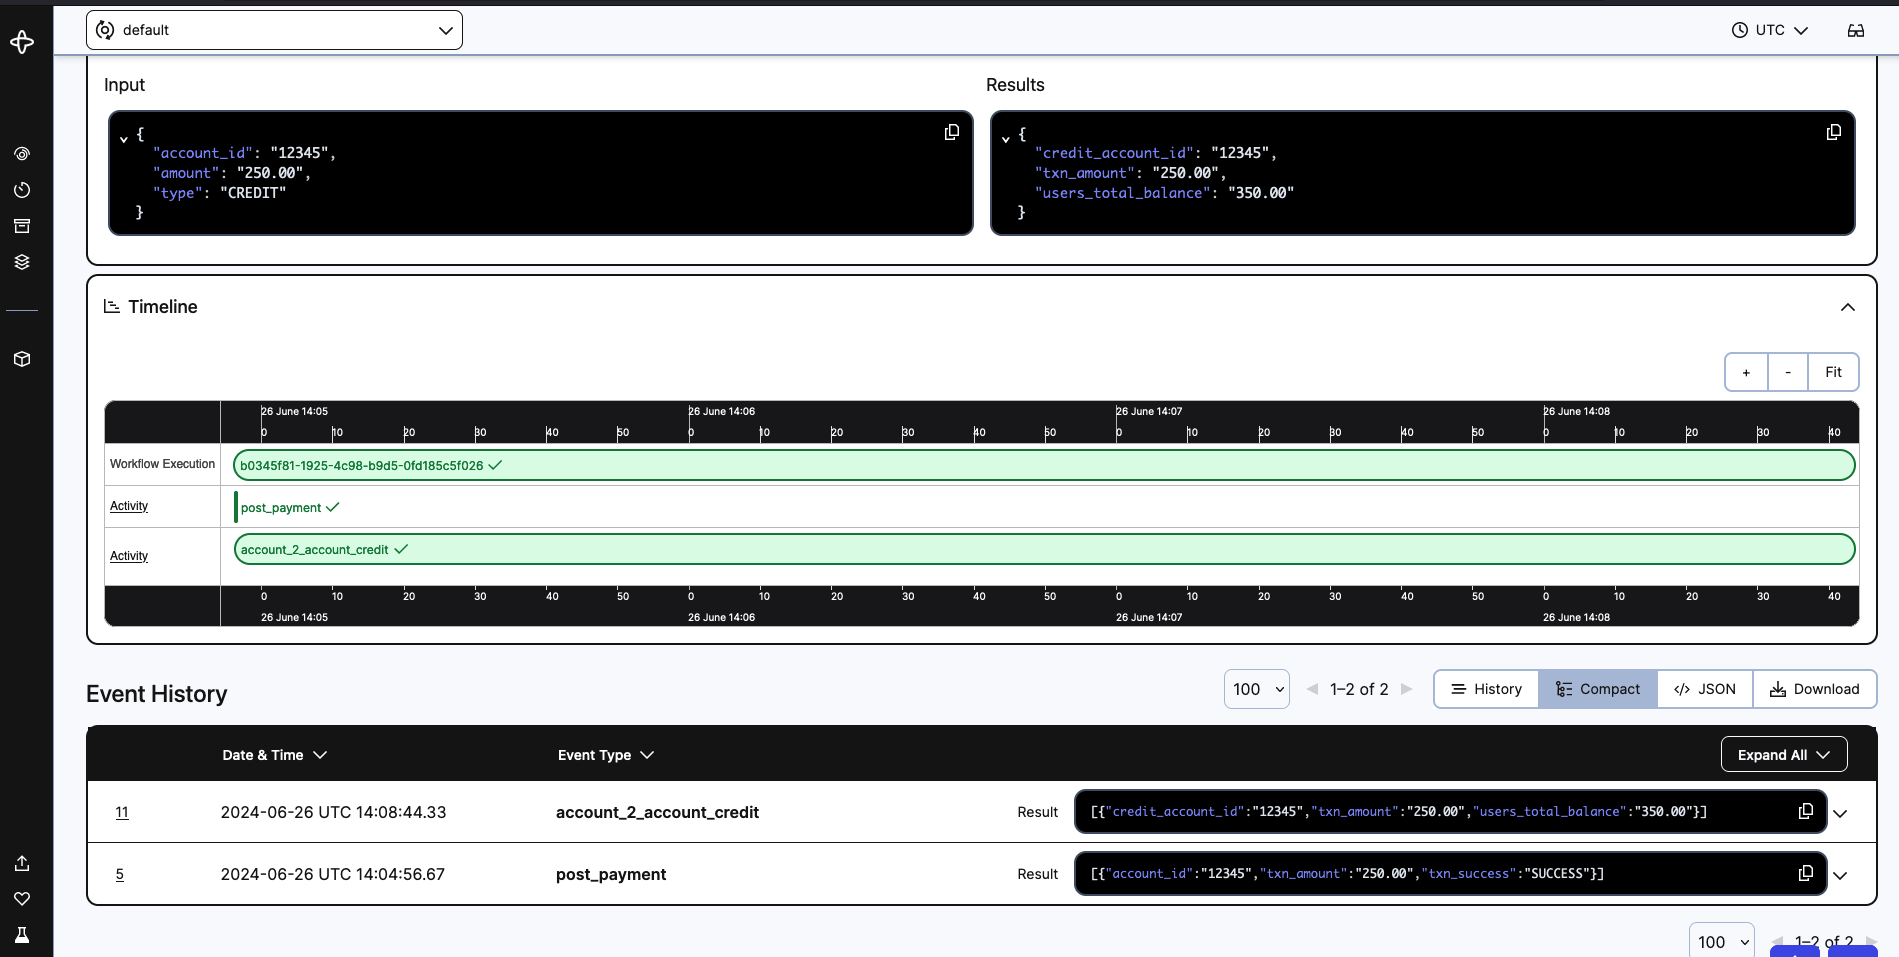 default
UTC
Input
Results
{
"account_id": "12345",
"amount": "250.00",
"type": "CREDIT"
}
{
"credit_account_id": "12345",
"txn_amount": "250.00",
"users_total_balance": "350.00"
}
Timeline
+ - Fit
26 June 14:05 26 June 14:06 26 June 14:07 26 June 14:08
0 10 20 30 40 50 0 10 20 30 40 50 0 10 20 30 40 50 0 10 20 30 40
Workflow Execution b0345f81-1925-4c98-b9d5-0fd185c5f026
Activity post_payment
Activity account_2_account_credit
0 10 20 30 40 50 0 10 20 30 40 50 0 10 20 30 40 50 0 10 20 30 40
26 June 14:05 26 June 14:06 26 June 14:07 26 June 14:08
Event History
100 1–2 of 2 History Compact JSON Download
Date & Time Event Type Expand All
11 2024-06-26 UTC 14:08:44.33 account_2_account_credit Result [{"credit_account_id":"12345","txn_amount":"250.00","users_total_balance":"350.00"}]
5 2024-06-26 UTC 14:04:56.67 post_payment Result [{"account_id":"12345","txn_amount":"250.00","txn_success":"SUCCESS"}]
100 1–2 of 2